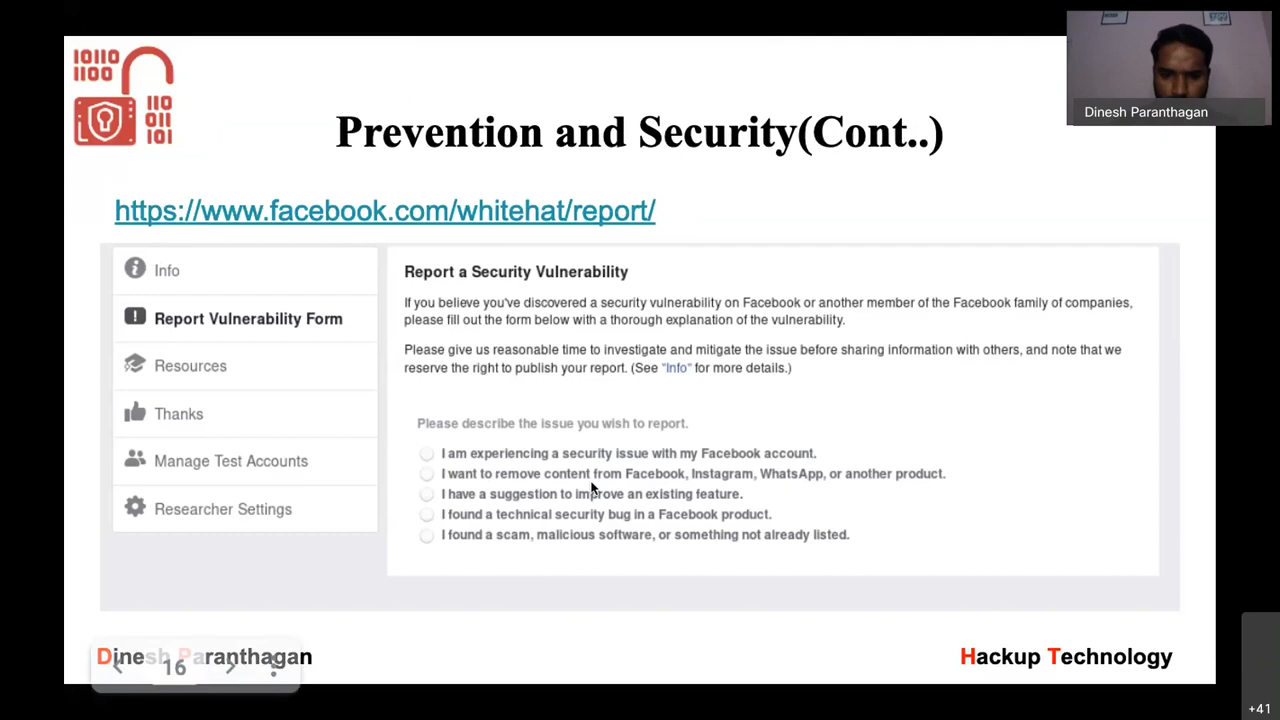 10110
1100
110
011
101
Dinesh Paranthagan
Prevention and Security(Cont..)
https://www.facebook.com/whitehat/report/
Info
Report Vulnerability Form
Resources
Thanks
Manage Test Accounts
Researcher Settings
Report a Security Vulnerability
If you believe you've discovered a security vulnerability on Facebook or another member of the Facebook family of companies,
please fill out the form below with a thorough explanation of the vulnerability.
Please give us reasonable time to investigate and mitigate the issue before sharing information with others, and note that we
reserve the right to publish your report. (See "Info" for more details.)
Please describe the issue you wish to report.
I am experiencing a security issue with my Facebook account.
I want to remove content from Facebook, Instagram, WhatsApp, or another product.
I have a suggestion to improve an existing feature.
I found a technical security bug in a Facebook product.
I found a scam, malicious software, or something not already listed.
Dinesh Paranthagan
16
Hackup Technology
+41